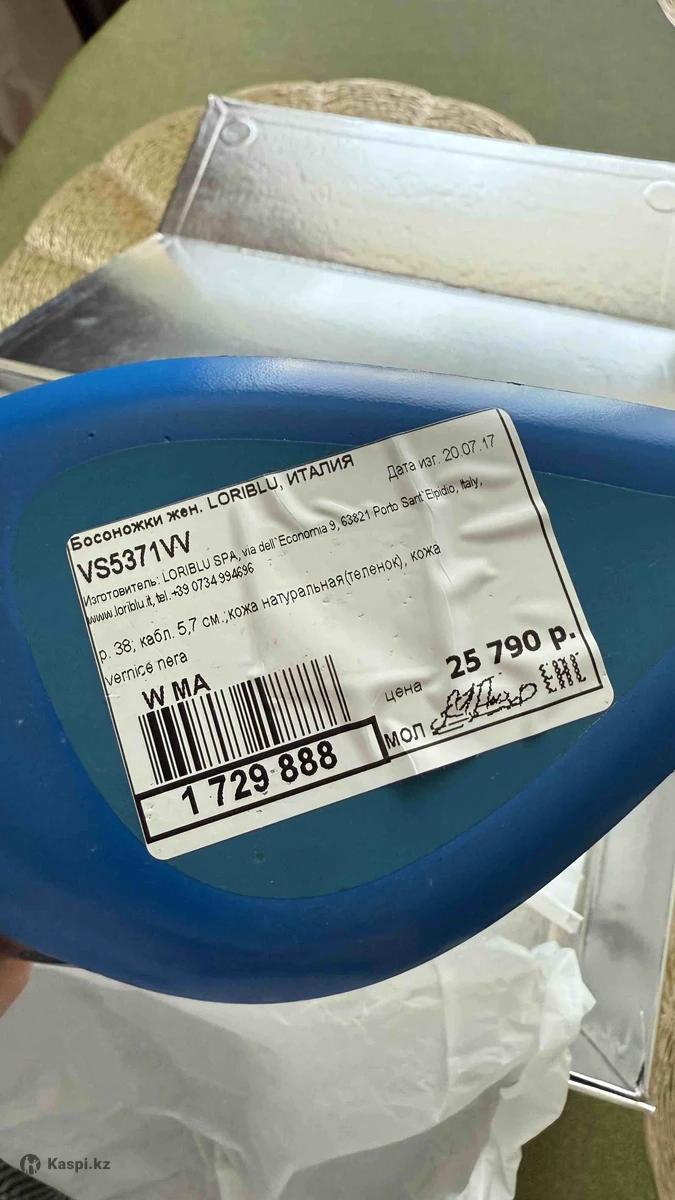 Босоножки жен. LORIBLU, ИТАЛИЯ
Дата изг. 20.07.17
VS5371VV
Изготовитель: LORIBLU SPA, via dell`Economia 9, 63821 Porto Sant`Elpidio, Italy,
www.loriblu.it, tel.+39 0734 994696
р. 38; кабл. 5,7 см.;кожа натуральная(теленок), кожа
vernice nera
W MA
цена 25 790 р.
МОЛ
EAC
1 729 888
Kaspi.kz